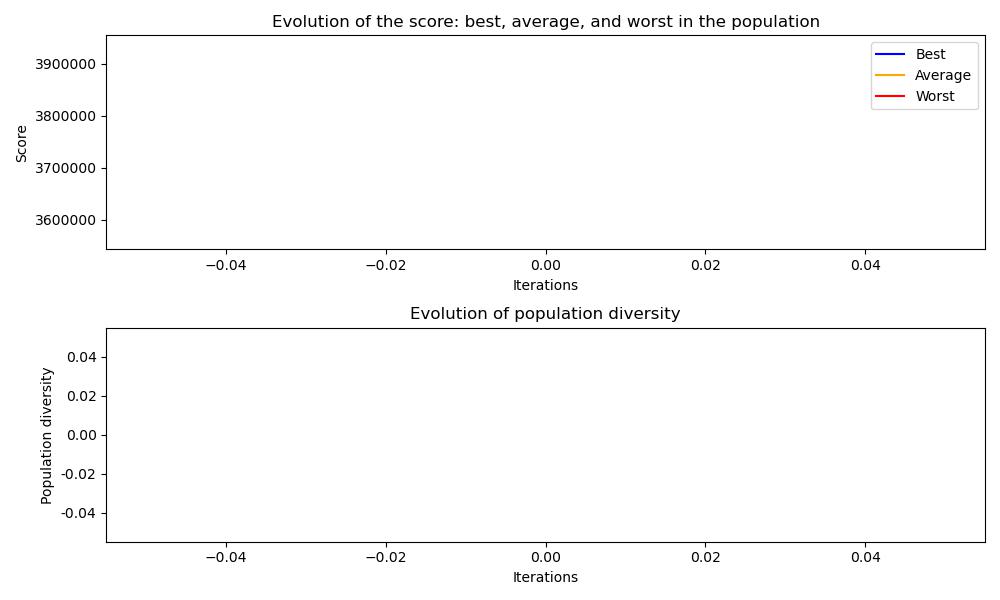 Evolution of the score: best, average, and worst in the population
Score
3900000
3800000
3700000
3600000
Best
Average
Worst
−0.04
−0.02
0.00
0.02
0.04
Iterations
Evolution of population diversity
Population diversity
0.04
0.02
0.00
-0.02
-0.04
−0.04
−0.02
0.00
0.02
0.04
Iterations